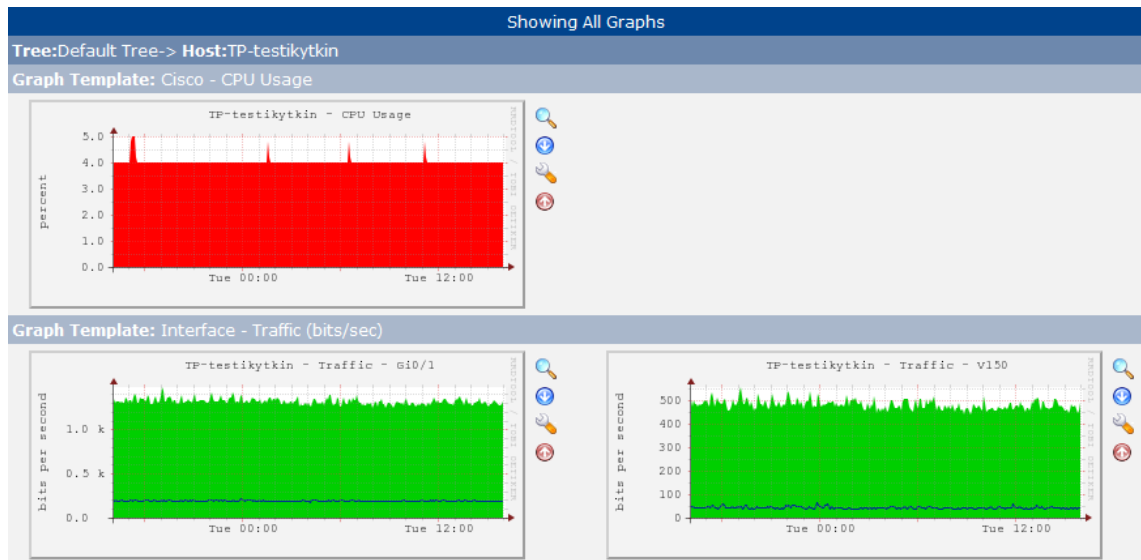 Showing All Graphs
Tree:Default Tree-> Host:TP-testikytkin
Graph Template: Cisco - CPU Usage
TP-testikytkin - CPU Usage
RRDTOOL / TOBI OETIKER
percent
5.0
4.0
3.0
2.0
1.0
0.0
Tue 00:00 Tue 12:00
Graph Template: Interface - Traffic (bits/sec)
TP-testikytkin - Traffic - Gi0/1
RRDTOOL / TOBI OETIKER
bits per second
1.0 k
0.5 k
0.0
Tue 00:00 Tue 12:00
TP-testikytkin - Traffic - Vl50
RRDTOOL / TOBI OETIKER
bits per second
500
400
300
200
100
0
Tue 00:00 Tue 12:00